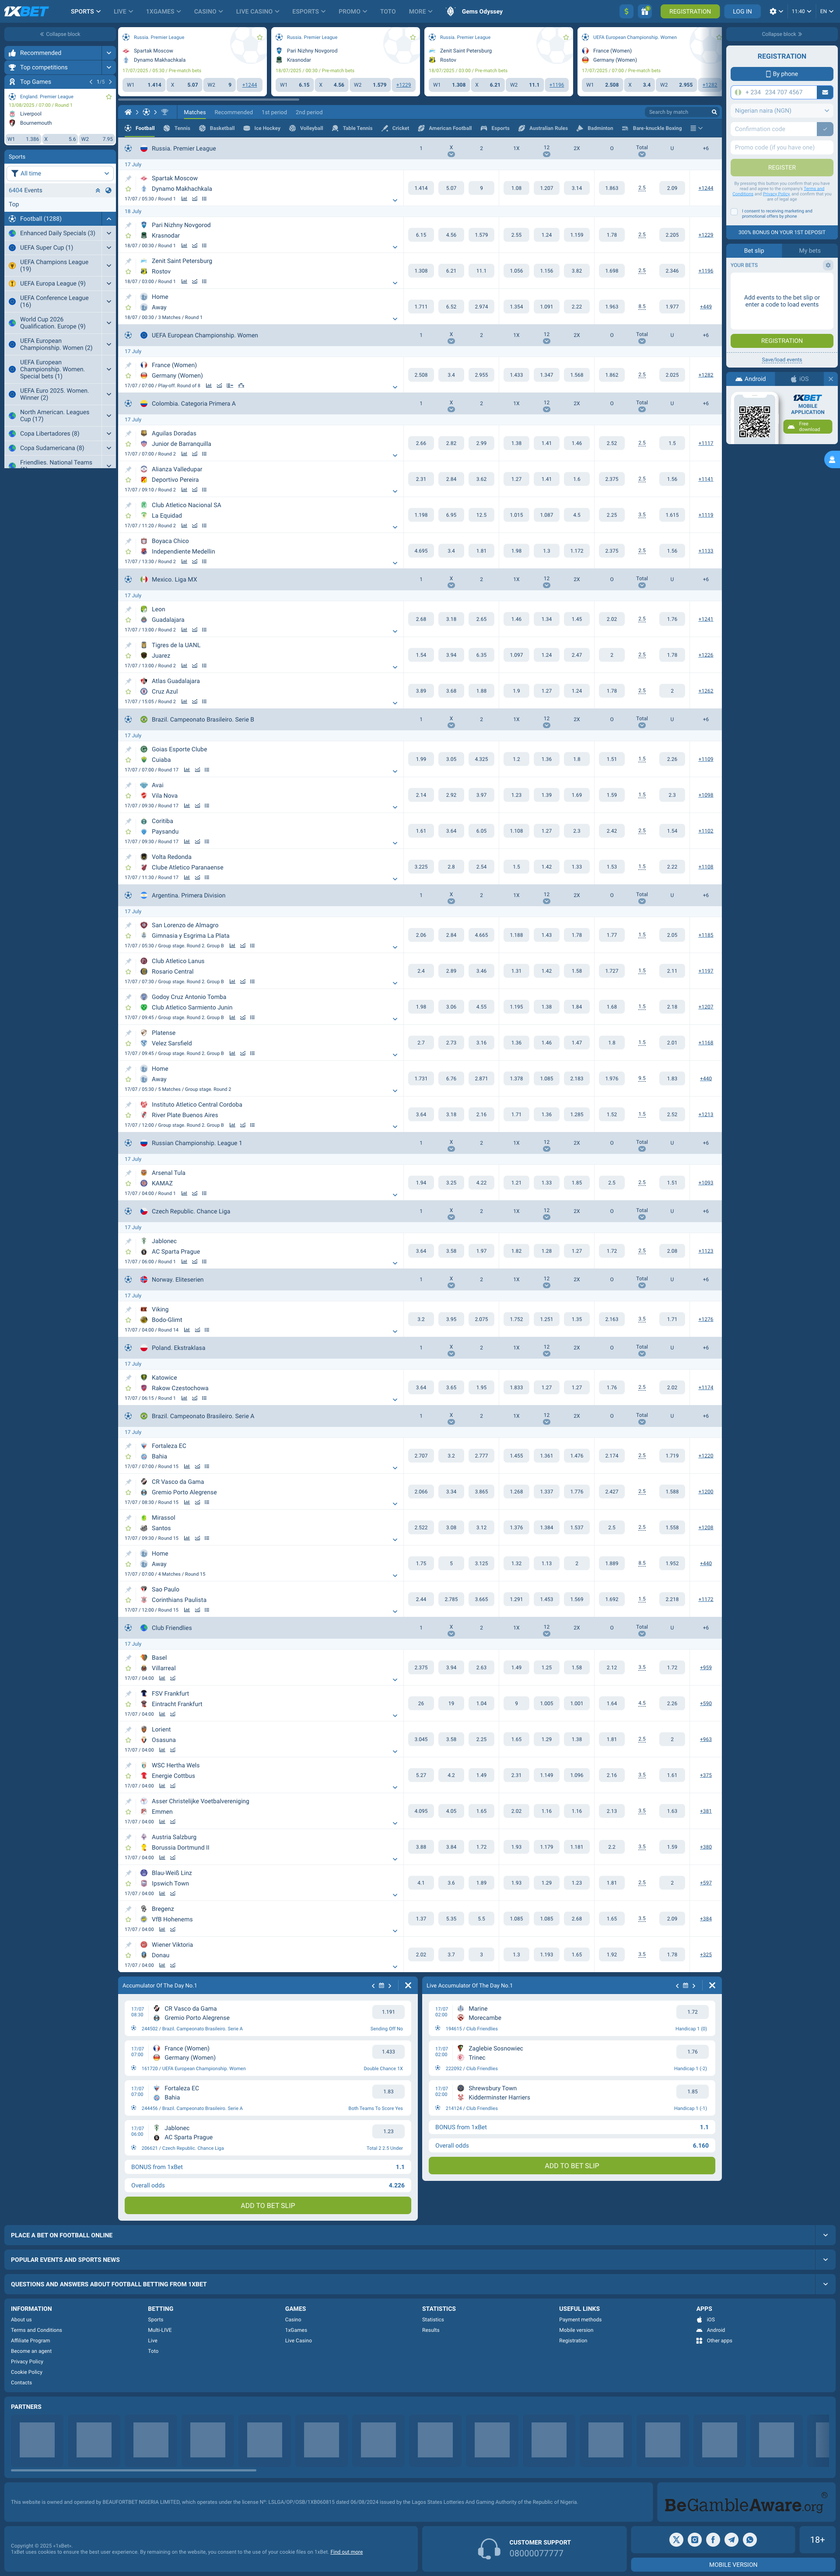 1XBET SPORTS LIVE 1XGAMES CASINO LIVE CASINO ESPORTS PROMO TOTO MORE Gems Odyssey REGISTRATION LOG IN 11:40 EN
Collapse block
Recommended
Top competitions
Top Games 1/5
England. Premier League
13/08/2025 / 07:00 / Round 1
Liverpool
Bournemouth
W1 1.386 X 5.6 W2 7.95
Sports
All time
6404 Events
Top
Football (1288)
Enhanced Daily Specials (3)
UEFA Super Cup (1)
UEFA Champions League (19)
UEFA Europa League (9)
UEFA Conference League (16)
World Cup 2026 Qualification. Europe (9)
UEFA European Championship. Women (2)
UEFA European Championship. Women. Special bets (1)
UEFA Euro 2025. Women. Winner (2)
North American. Leagues Cup (17)
Copa Libertadores (8)
Copa Sudamericana (8)
Friendlies. National Teams
Russia. Premier League
Spartak Moscow
Dynamo Makhachkala
17/07/2025 / 05:30 / Pre-match bets
W1 1.414 X 5.07 W2 9 +1244
Russia. Premier League
Pari Nizhny Novgorod
Krasnodar
18/07/2025 / 00:30 / Pre-match bets
W1 6.15 X 4.56 W2 1.579 +1229
Russia. Premier League
Zenit Saint Petersburg
Rostov
18/07/2025 / 03:00 / Pre-match bets
W1 1.308 X 6.21 W2 11.1 +1196
UEFA European Championship. Women
France (Women)
Germany (Women)
17/07/2025 / 07:00 / Pre-match bets
W1 2.508 X 3.4 W2 2.955 +1282
Matches Recommended 1st period 2nd period Search by match
Football Tennis Basketball Ice Hockey Volleyball Table Tennis Cricket American Football Esports Australian Rules Badminton Bare-knuckle Boxing
Russia. Premier League 1 X 2 1X 12 2X O Total U +6
17 July
Spartak Moscow
Dynamo Makhachkala 1.414 5.07 9 1.08 1.207 3.14 1.863 2.5 2.09 +1244
17/07 / 05:30 / Round 1
18 July
Pari Nizhny Novgorod
Krasnodar 6.15 4.56 1.579 2.55 1.24 1.159 1.78 2.5 2.205 +1229
18/07 / 00:30 / Round 1
Zenit Saint Petersburg
Rostov 1.308 6.21 11.1 1.056 1.156 3.82 1.698 2.5 2.346 +1196
18/07 / 03:00 / Round 1
Home
Away 1.711 6.52 2.974 1.354 1.091 2.22 1.963 8.5 1.977 +449
18/07 / 00:30 / 3 Matches / Round 1
UEFA European Championship. Women 1 X 2 1X 12 2X O Total U +6
17 July
France (Women)
Germany (Women) 2.508 3.4 2.955 1.433 1.347 1.568 1.862 2.5 2.025 +1282
17/07 / 07:00 / Play-off. Round of 8
Colombia. Categoria Primera A 1 X 2 1X 12 2X O Total U +6
17 July
Aguilas Doradas
Junior de Barranquilla 2.66 2.82 2.99 1.38 1.41 1.46 2.52 2.5 1.5 +1117
17/07 / 07:00 / Round 2
Alianza Valledupar
Deportivo Pereira 2.31 2.84 3.62 1.27 1.41 1.6 2.375 2.5 1.56 +1141
17/07 / 09:10 / Round 2
Club Atletico Nacional SA
La Equidad 1.198 6.95 12.5 1.015 1.087 4.5 2.25 3.5 1.615 +1119
17/07 / 11:20 / Round 2
Boyaca Chico
Independiente Medellin 4.695 3.4 1.81 1.98 1.3 1.172 2.375 2.5 1.56 +1133
17/07 / 13:30 / Round 2
Mexico. Liga MX 1 X 2 1X 12 2X O Total U +6
17 July
Leon
Guadalajara 2.68 3.18 2.65 1.46 1.34 1.45 2.02 2.5 1.76 +1241
17/07 / 13:00 / Round 2
Tigres de la UANL
Juarez 1.54 3.94 6.35 1.097 1.24 2.47 2 2.5 1.78 +1226
17/07 / 13:00 / Round 2
Atlas Guadalajara
Cruz Azul 3.89 3.68 1.88 1.9 1.27 1.24 1.78 2.5 2 +1262
17/07 / 15:05 / Round 2
Brazil. Campeonato Brasileiro. Serie B 1 X 2 1X 12 2X O Total U +6
17 July
Goias Esporte Clube
Cuiaba 1.99 3.05 4.325 1.2 1.36 1.8 1.51 1.5 2.26 +1109
17/07 / 07:00 / Round 17
Avai
Vila Nova 2.14 2.92 3.97 1.23 1.39 1.69 1.59 1.5 2.3 +1098
17/07 / 09:30 / Round 17
Coritiba
Paysandu 1.61 3.64 6.05 1.108 1.27 2.3 2.42 2.5 1.54 +1102
17/07 / 09:30 / Round 17
Volta Redonda
Clube Atletico Paranaense 3.225 2.8 2.54 1.5 1.42 1.33 1.53 1.5 2.22 +1108
17/07 / 11:30 / Round 17
Argentina. Primera Division 1 X 2 1X 12 2X O Total U +6
17 July
San Lorenzo de Almagro
Gimnasia y Esgrima La Plata 2.06 2.84 4.665 1.188 1.43 1.78 1.77 1.5 2.05 +1185
17/07 / 05:30 / Group stage. Round 2. Group B
Club Atletico Lanus
Rosario Central 2.4 2.89 3.46 1.31 1.42 1.58 1.727 1.5 2.11 +1197
17/07 / 07:30 / Group stage. Round 2. Group B
Godoy Cruz Antonio Tomba
Club Atletico Sarmiento Junin 1.98 3.06 4.55 1.195 1.38 1.84 1.68 1.5 2.18 +1207
17/07 / 09:45 / Group stage. Round 2. Group B
Platense
Velez Sarsfield 2.7 2.73 3.16 1.36 1.46 1.47 1.8 1.5 2.01 +1168
17/07 / 09:45 / Group stage. Round 2. Group B
Home
Away 1.731 6.76 2.871 1.378 1.085 2.183 1.976 9.5 1.83 +440
17/07 / 05:30 / 5 Matches / Group stage. Round 2
Instituto Atletico Central Cordoba
River Plate Buenos Aires 3.64 3.18 2.16 1.71 1.36 1.285 1.52 1.5 2.52 +1213
17/07 / 12:00 / Group stage. Round 2. Group B
Russian Championship. League 1 1 X 2 1X 12 2X O Total U +6
17 July
Arsenal Tula
KAMAZ 1.94 3.25 4.22 1.21 1.33 1.85 2.5 2.5 1.51 +1093
17/07 / 04:00 / Round 1
Czech Republic. Chance Liga 1 X 2 1X 12 2X O Total U +6
17 July
Jablonec
AC Sparta Prague 3.64 3.58 1.97 1.82 1.28 1.27 1.72 2.5 2.08 +1123
17/07 / 06:00 / Round 1
Norway. Eliteserien 1 X 2 1X 12 2X O Total U +6
17 July
Viking
Bodo-Glimt 3.2 3.95 2.075 1.752 1.251 1.35 2.163 3.5 1.71 +1276
17/07 / 04:00 / Round 14
Poland. Ekstraklasa 1 X 2 1X 12 2X O Total U +6
17 July
Katowice
Rakow Czestochowa 3.64 3.65 1.95 1.833 1.27 1.27 1.76 2.5 2.02 +1174
17/07 / 06:15 / Round 1
Brazil. Campeonato Brasileiro. Serie A 1 X 2 1X 12 2X O Total U +6
17 July
Fortaleza EC
Bahia 2.707 3.2 2.777 1.455 1.361 1.476 2.174 2.5 1.719 +1220
17/07 / 07:00 / Round 15
CR Vasco da Gama
Gremio Porto Alegrense 2.066 3.34 3.865 1.268 1.337 1.776 2.427 2.5 1.588 +1200
17/07 / 08:30 / Round 15
Mirassol
Santos 2.522 3.08 3.12 1.376 1.384 1.537 2.5 2.5 1.558 +1208
17/07 / 09:30 / Round 15
Home
Away 1.75 5 3.125 1.32 1.13 2 1.889 8.5 1.952 +440
17/07 / 07:00 / 4 Matches / Round 15
Sao Paulo
Corinthians Paulista 2.44 2.785 3.665 1.291 1.453 1.569 1.692 1.5 2.218 +1172
17/07 / 12:00 / Round 15
Club Friendlies 1 X 2 1X 12 2X O Total U +6
17 July
Basel
Villarreal 2.375 3.94 2.63 1.49 1.25 1.58 2.12 3.5 1.72 +959
17/07 / 04:00
FSV Frankfurt
Eintracht Frankfurt 26 19 1.04 9 1.005 1.001 1.64 4.5 2.26 +590
17/07 / 04:00
Lorient
Osasuna 3.045 3.58 2.25 1.65 1.29 1.38 1.81 2.5 2 +963
17/07 / 04:00
WSC Hertha Wels
Energie Cottbus 5.27 4.2 1.49 2.31 1.149 1.096 2.16 3.5 1.61 +375
17/07 / 04:00
Asser Christelijke Voetbalvereniging
Emmen 4.095 4.05 1.65 2.02 1.16 1.16 2.13 3.5 1.63 +381
17/07 / 04:00
Austria Salzburg
Borussia Dortmund II 3.88 3.84 1.72 1.93 1.179 1.181 2.2 3.5 1.59 +380
17/07 / 04:00
Blau-Weiß Linz
Ipswich Town 4.1 3.6 1.89 1.93 1.29 1.23 1.81 2.5 2 +597
17/07 / 04:00
Bregenz
VfB Hohenems 1.37 5.35 5.5 1.085 1.085 2.68 1.65 3.5 2.09 +384
17/07 / 04:00
Wiener Viktoria
Donau 2.02 3.7 3 1.3 1.193 1.65 1.92 3.5 1.78 +325
17/07 / 04:00
Accumulator Of The Day No.1
17/07 08:30 CR Vasco da Gama
Gremio Porto Alegrense 1.191
244502 / Brazil. Campeonato Brasileiro. Serie A Sending Off No
17/07 07:00 France (Women)
Germany (Women) 1.433
161720 / UEFA European Championship, Women Double Chance 1X
17/07 07:00 Fortaleza EC
Bahia 1.83
244456 / Brazil. Campeonato Brasileiro. Serie A Both Teams To Score Yes
17/07 06:00 Jablonec
AC Sparta Prague 1.23
206621 / Czech Republic. Chance Liga Total 2 2.5 Under
BONUS from 1xBet 1.1
Overall odds 4.226
ADD TO BET SLIP
Live Accumulator Of The Day No.1
17/07 02:00 Marine
Morecambe 1.72
194615 / Club Friendlies Handicap 1 (0)
17/07 02:00 Zaglebie Sosnowiec
Trinec 1.76
222092 / Club Friendlies Handicap 1 (-2)
17/07 02:00 Shrewsbury Town
Kidderminster Harriers 1.85
214124 / Club Friendlies Handicap 1 (-1)
BONUS from 1xBet 1.1
Overall odds 6.160
ADD TO BET SLIP
Collapse block
REGISTRATION
By phone
+ 234 234 707 4567
Nigerian naira (NGN)
Confirmation code
Promo code (if you have one)
REGISTER
By pressing this button you confirm that you have read and agree to the company's Terms and Conditions and Privacy Policy and confirm that you are of legal age
I consent to receiving marketing and promotional offers by phone
300% BONUS ON YOUR 1ST DEPOSIT
Bet slip My bets
YOUR BETS
Add events to the bet slip or enter a code to load events
REGISTRATION
Save/load events
Android iOS
1XBET
MOBILE APPLICATION
Free download
PLACE A BET ON FOOTBALL ONLINE
POPULAR EVENTS AND SPORTS NEWS
QUESTIONS AND ANSWERS ABOUT FOOTBALL BETTING FROM 1XBET
INFORMATION
About us
Terms and Conditions
Affiliate Program
Become an agent
Privacy Policy
Cookie Policy
Contacts
BETTING
Sports
Multi-LIVE
Live
Toto
GAMES
Casino
1xGames
Live Casino
STATISTICS
Statistics
Results
USEFUL LINKS
Payment methods
Mobile version
Registration
APPS
iOS
Android
Other apps
PARTNERS
This website is owned and operated by BEAUFORTBET NIGERIA LIMITED, which operates under the license Nº: LSLGA/OP/OSB/1XB060815 dated 06/08/2024 issued by the Lagos State Lotteries And Gaming Authority of the Republic of Nigeria.
BeGambleAware.org
Copyright © 2025 «1xBet».
1xBet uses cookies to ensure the best user experience. By remaining on the website, you consent to the use of your cookie files on 1xBet. Find out more
CUSTOMER SUPPORT
08000077777
18+
MOBILE VERSION